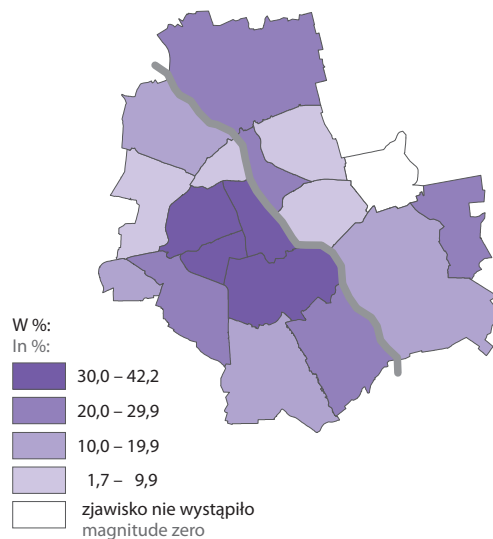 W %:
In %:
30,0 – 42,2
20,0 – 29,9
10,0 – 19,9
1,7 – 9,9
zjawisko nie wystąpiło
magnitude zero